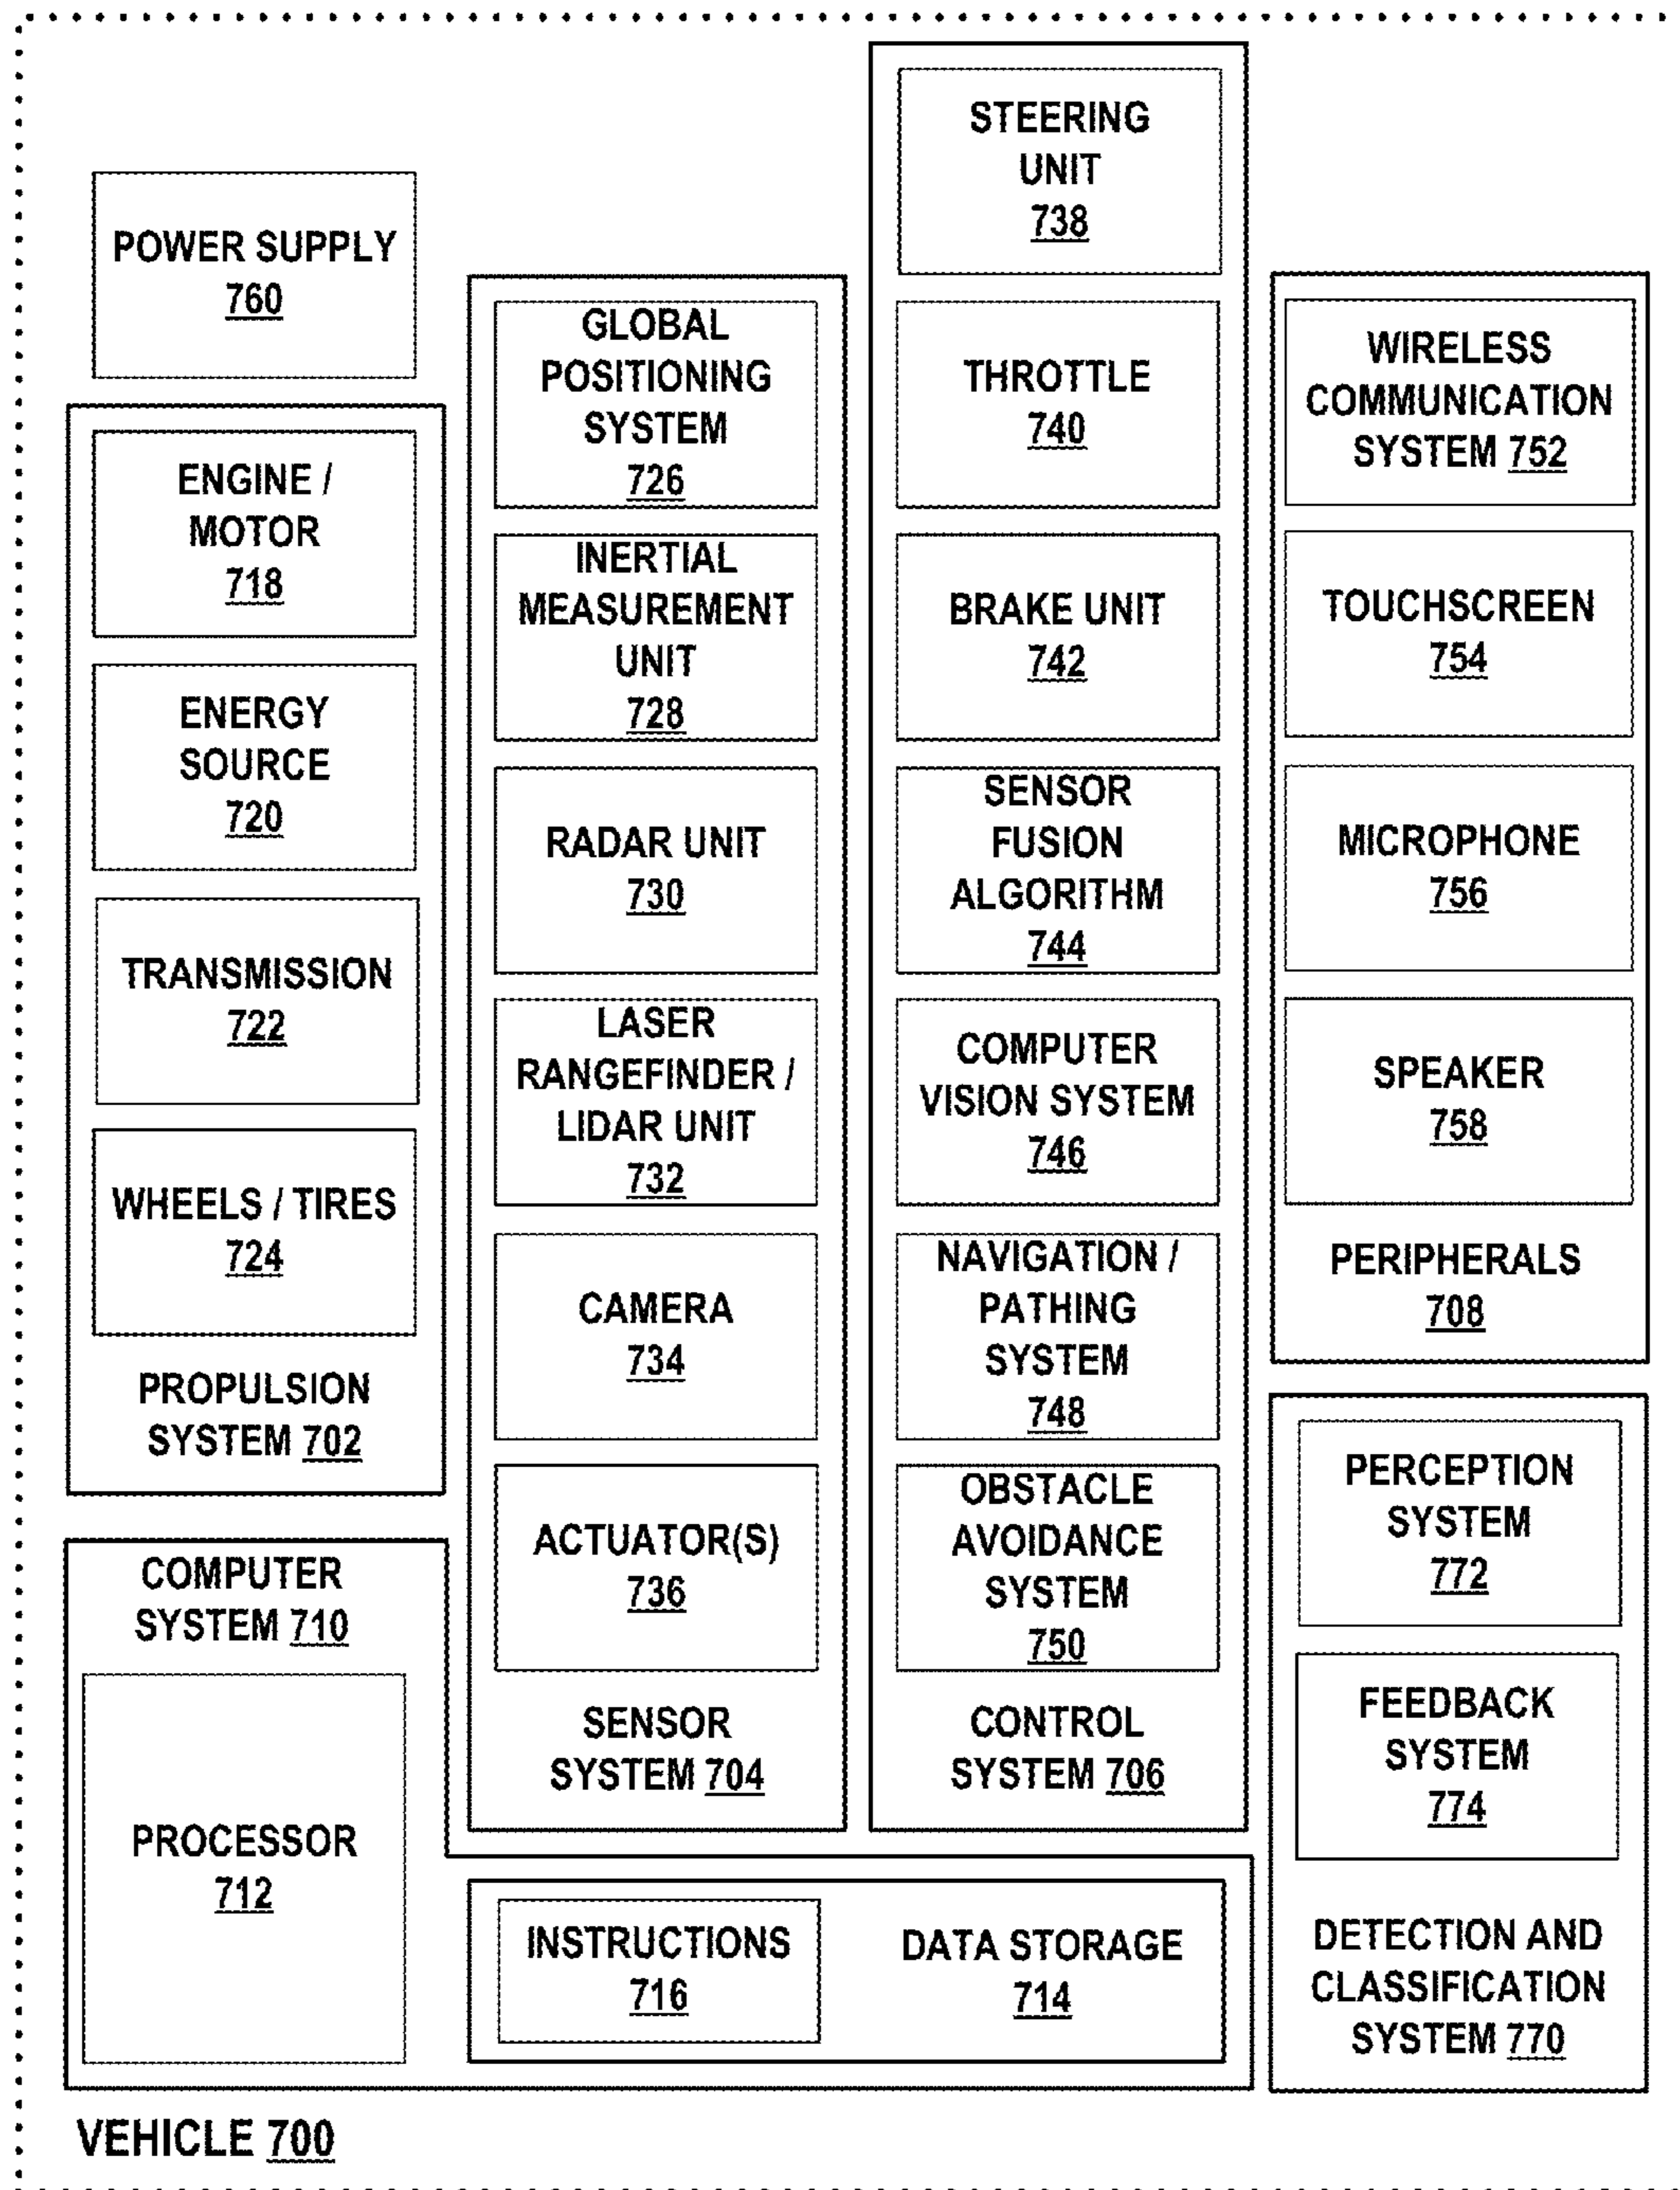 POWER SUPPLY
760
ENGINE /
MOTOR
718
ENERGY
SOURCE
720
TRANSMISSION
722
WHEELS / TIRES
724
PROPULSION
SYSTEM 702
COMPUTER
SYSTEM 710
PROCESSOR
712
GLOBAL
POSITIONING
SYSTEM
726
INERTIAL
MEASUREMENT
UNIT
728
RADAR UNIT
730
LASER
RANGEFINDER /
LIDAR UNIT
732
CAMERA
734
ACTUATOR(S)
736
SENSOR
SYSTEM 704
INSTRUCTIONS
716
DATA STORAGE
714
STEERING
UNIT
738
THROTTLE
740
BRAKE UNIT
742
SENSOR
FUSION
ALGORITHM
744
COMPUTER
VISION SYSTEM
746
NAVIGATION /
PATHING
SYSTEM
748
OBSTACLE
AVOIDANCE
SYSTEM
750
CONTROL
SYSTEM 706
WIRELESS
COMMUNICATION
SYSTEM 752
TOUCHSCREEN
754
MICROPHONE
756
SPEAKER
758
PERIPHERALS
708
PERCEPTION
SYSTEM
772
FEEDBACK
SYSTEM
774
DETECTION AND
CLASSIFICATION
SYSTEM 770
VEHICLE 700